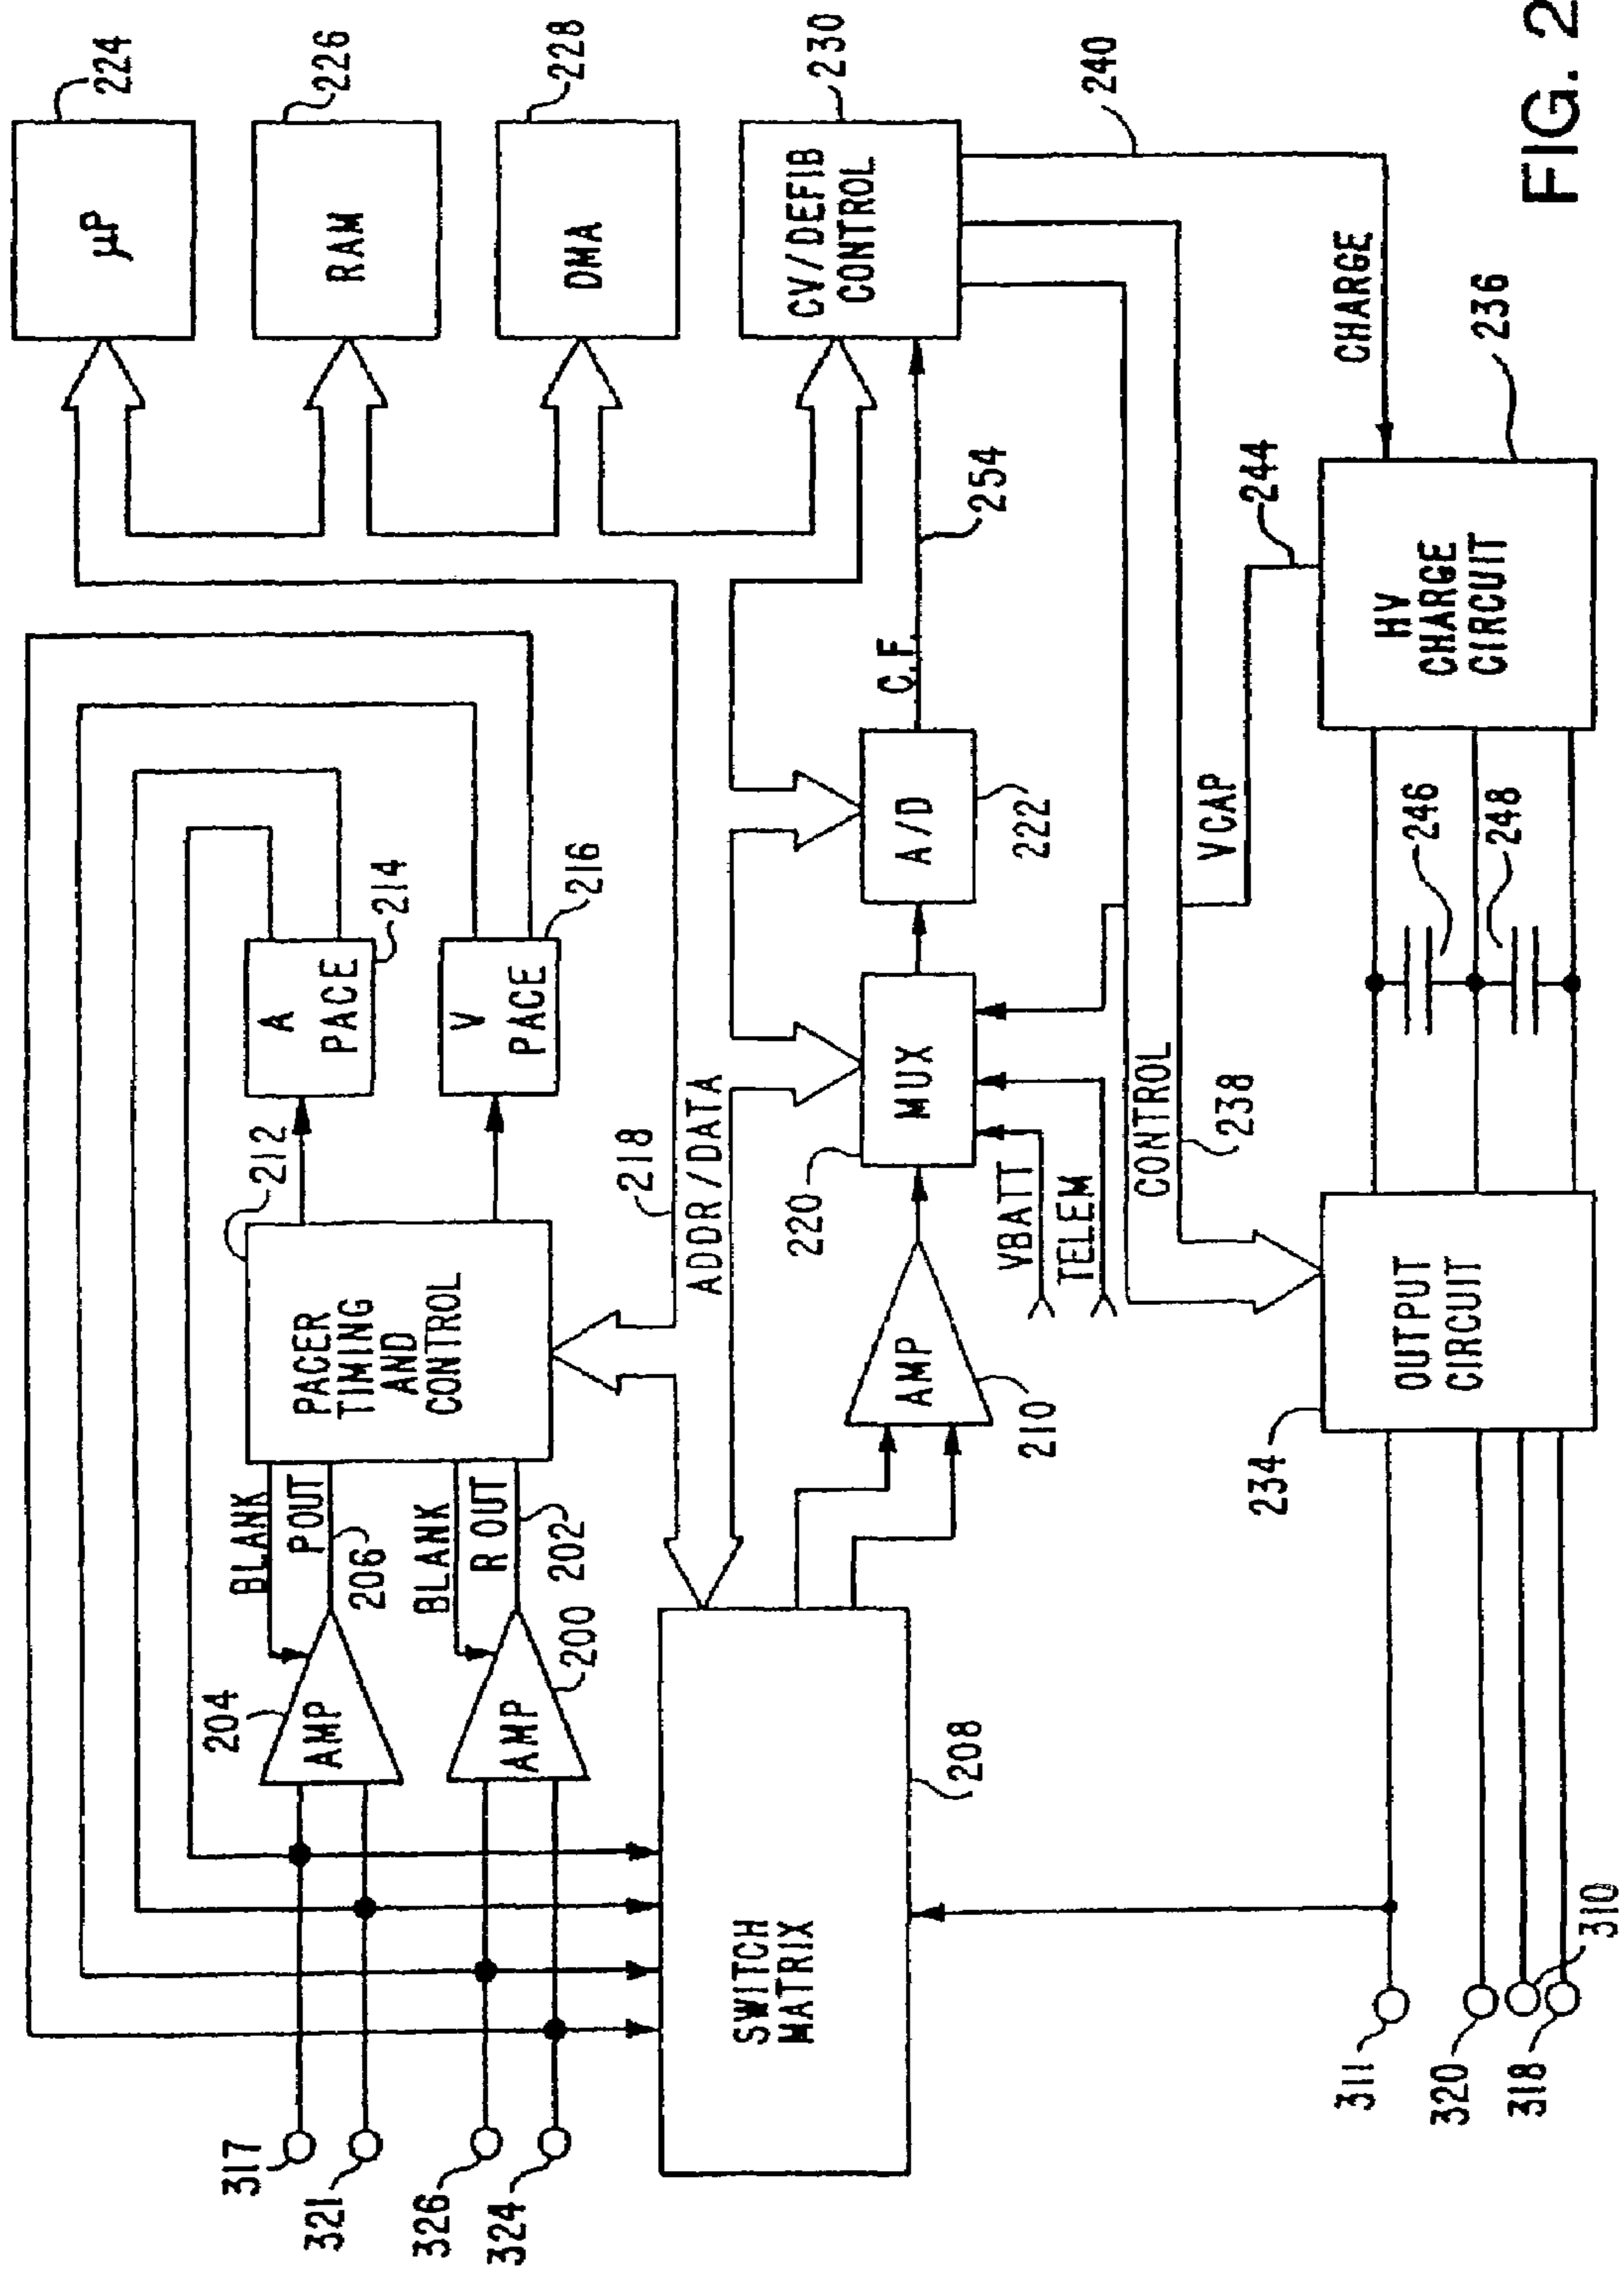 317
321
326
324
204
AMP
BLANK
P OUT
206
AMP
200
BLANK
R OUT
202
PACER
TIMING
AND
CONTROL
212
A
PACE
214
V
PACE
216
218
ADDR/DATA
SWITCH
MATRIX
208
AMP
210
220
MUX
VBATT
TELEM
A/D
222
C.F.
254
μP
224
RAM
226
DMA
228
CV/DEFIB
CONTROL
230
240
CONTROL
238
VCAP
244
CHARGE
311
320
318
310
234
OUTPUT
CIRCUIT
246
248
HV
CHARGE
CIRCUIT
236
FIG. 2